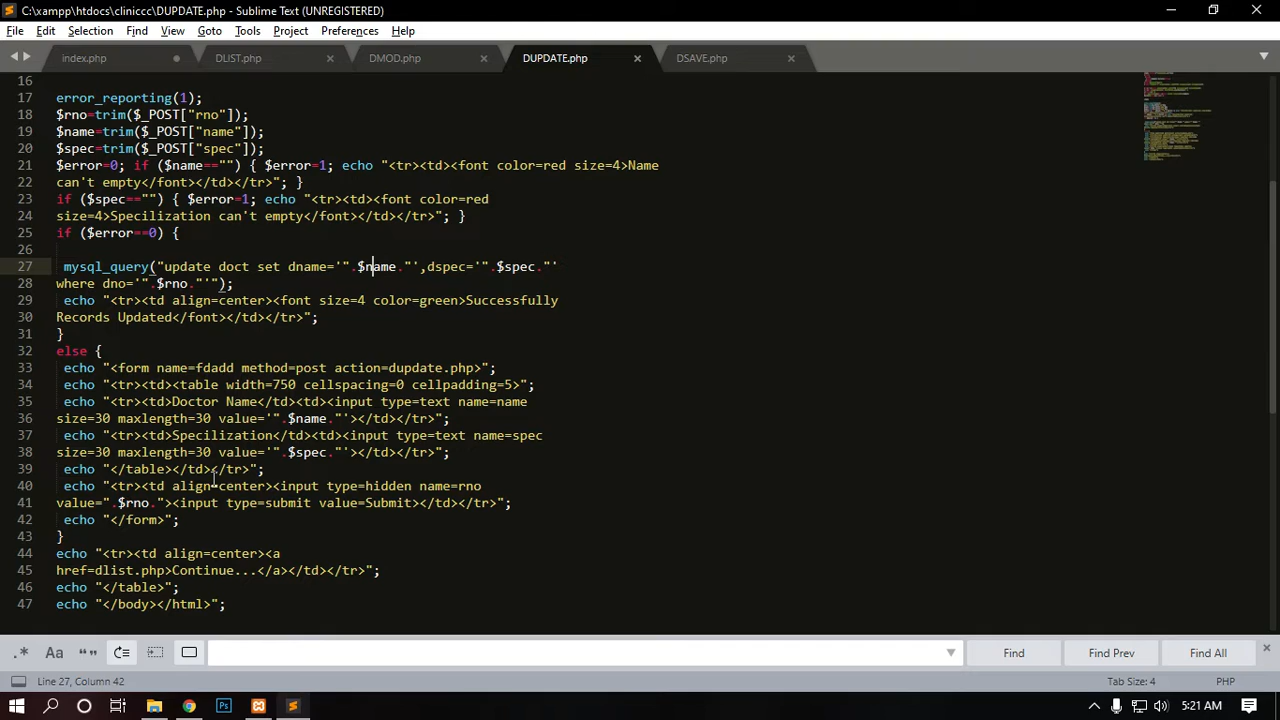 C:\xampp\htdocs\cliniccc\DUPDATE.php - Sublime Text (UNREGISTERED)
File Edit Selection Find View Goto Tools Project Preferences Help
index.php DLIST.php DMOD.php DUPDATE.php DSAVE.php
16
17 error_reporting(1);
18 $rno=trim($_POST["rno"]);
19 $name=trim($_POST["name"]);
20 $spec=trim($_POST["spec"]);
21 $error=0; if ($name=="") { $error=1; echo "<tr><td><font color=red size=4>Name
22 can't empty</font></td></tr>"; }
23 if ($spec=="") { $error=1; echo "<tr><td><font color=red
24 size=4>Specilization can't empty</font></td></tr>"; }
25 if ($error==0) {
26
27 mysql_query("update doct set dname='".$name."',dspec='".$spec."'
28 where dno='".$rno."'");
29 echo "<tr><td align=center><font size=4 color=green>Successfully
30 Records Updated</font></td></tr>";
31 }
32 else {
33 echo "<form name=fdadd method=post action=dupdate.php>";
34 echo "<tr><td><table width=750 cellspacing=0 cellpadding=5>";
35 echo "<tr><td>Doctor Name</td><td><input type=text name=name
36 size=30 maxlength=30 value='".$name."'></td></tr>";
37 echo "<tr><td>Specilization</td><td><input type=text name=spec
38 size=30 maxlength=30 value='".$spec."'></td></tr>";
39 echo "</table></td></tr>";
40 echo "<tr><td align=center><input type=hidden name=rno
41 value=".$rno."><input type=submit value=Submit></td></tr>";
42 echo "</form>";
43 }
44 echo "<tr><td align=center><a
45 href=dlist.php>Continue...</a></td></tr>";
46 echo "</table>";
47 echo "</body></html>";
.* Aa “” Find Find Prev Find All
Line 27, Column 42 Tab Size: 4 PHP
Ps 5:21 AM